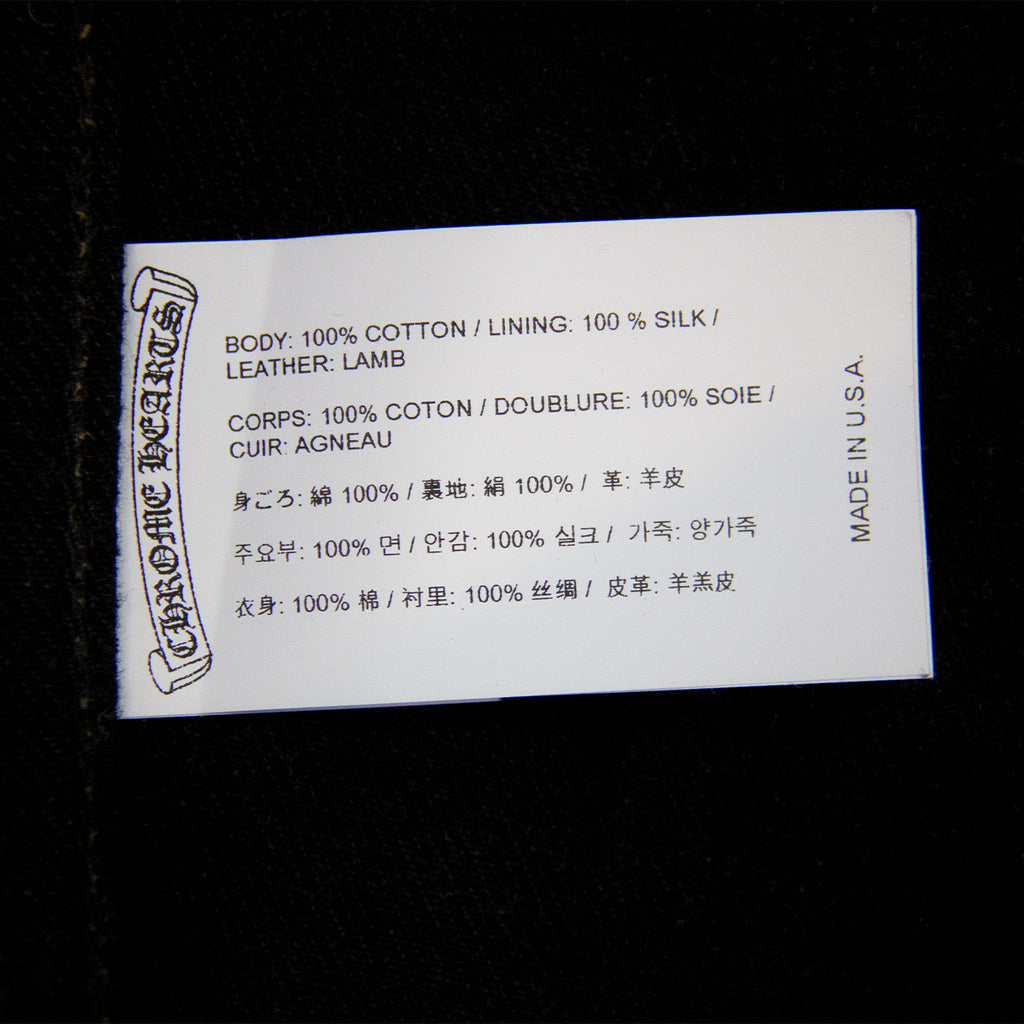 CHROME HEARTS
BODY: 100% COTTON / LINING: 100 % SILK /
LEATHER: LAMB
CORPS: 100% COTON / DOUBLURE: 100% SOIE /
CUIR: AGNEAU
身ごろ: 綿 100% / 裏地: 絹 100% / 革: 羊皮
주요부: 100% 면 / 안감: 100% 실크 / 가죽: 양가죽
衣身: 100% 棉 / 衬里: 100% 丝绸 / 皮革: 羊羔皮
MADE IN U.S.A.